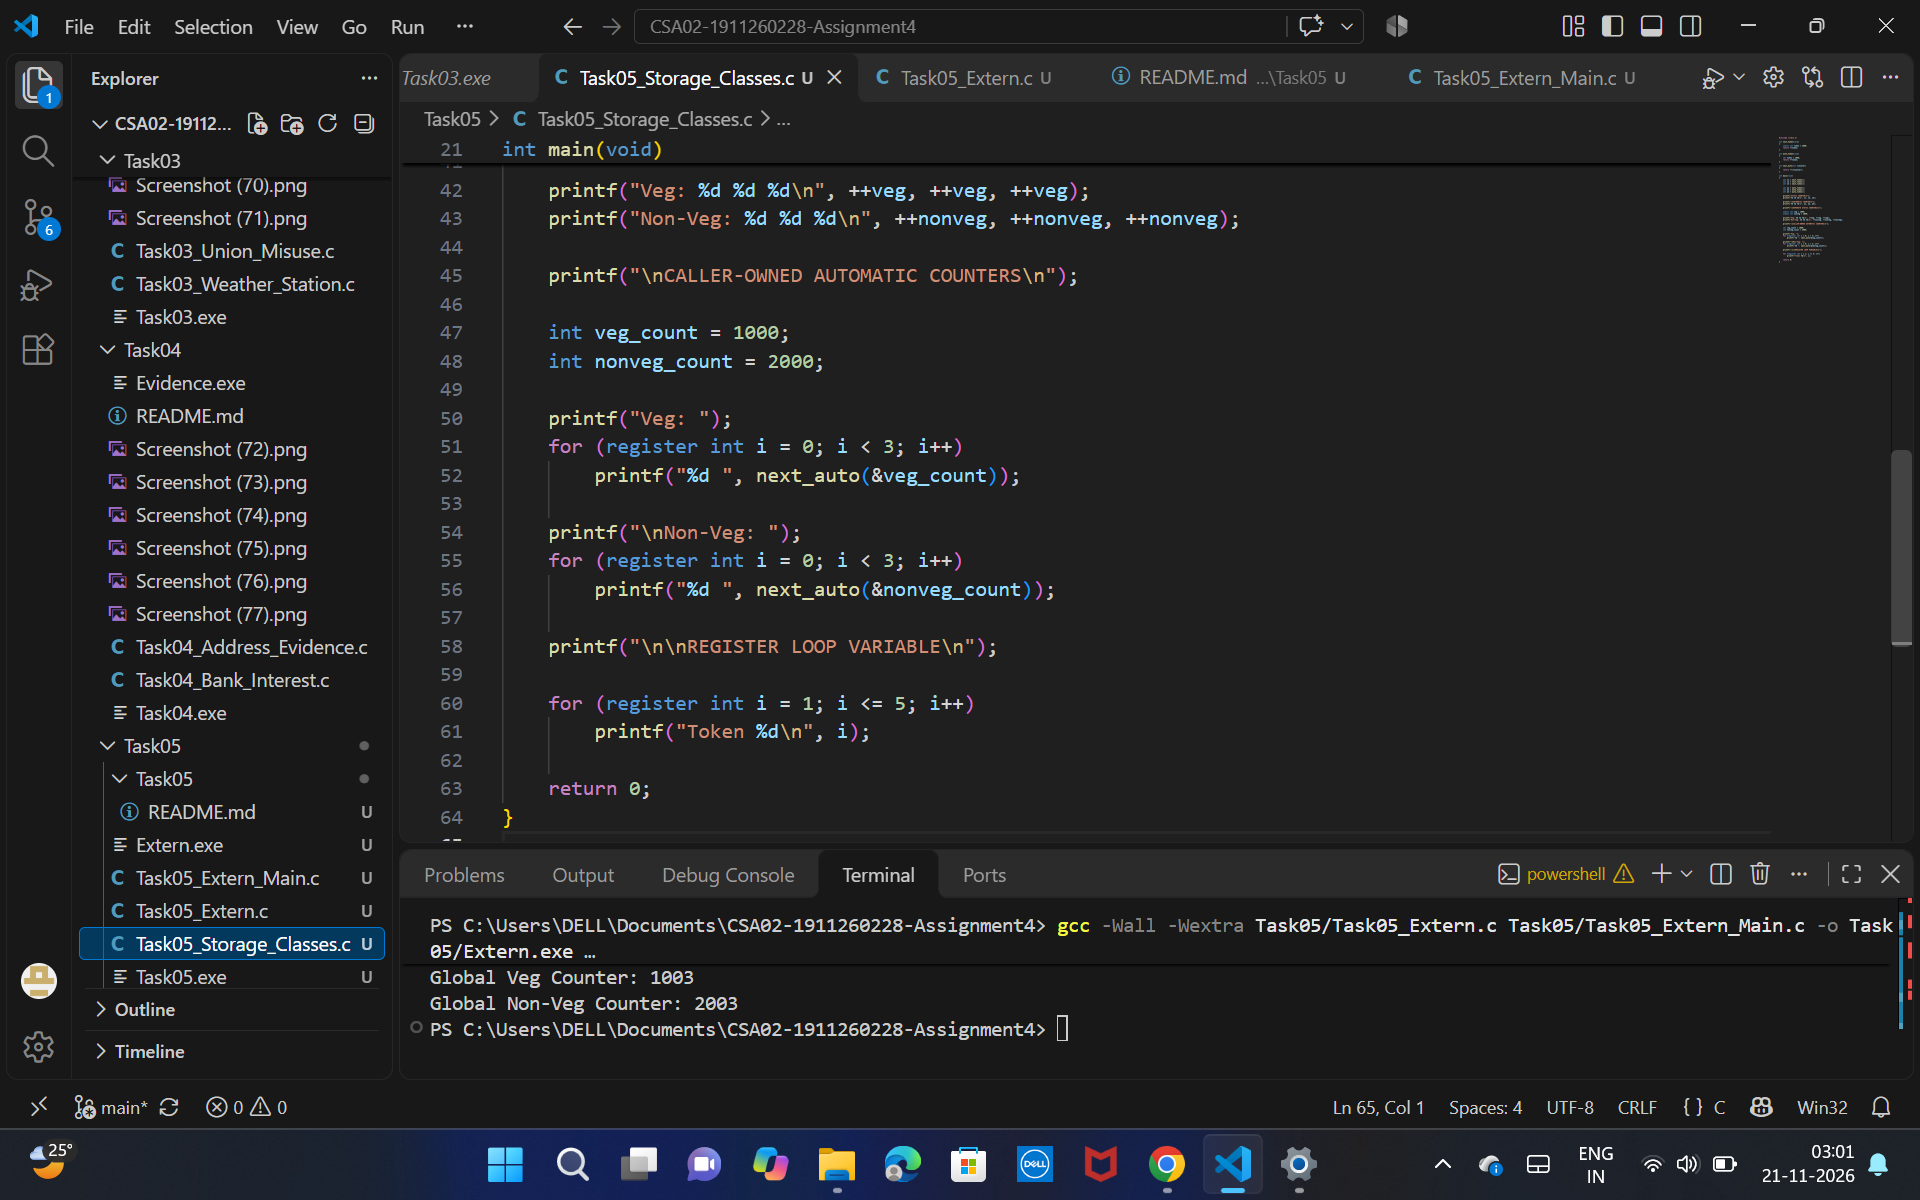 File Edit Selection View Go Run ···
CSA02-1911260228-Assignment4
Explorer
CSA02-19112...
Task03
Screenshot (70).png
Screenshot (71).png
Task03_Union_Misuse.c
Task03_Weather_Station.c
Task03.exe
Task04
Evidence.exe
README.md
Screenshot (72).png
Screenshot (73).png
Screenshot (74).png
Screenshot (75).png
Screenshot (76).png
Screenshot (77).png
Task04_Address_Evidence.c
Task04_Bank_Interest.c
Task04.exe
Task05
Task05
README.md U
Extern.exe U
Task05_Extern_Main.c U
Task05_Extern.c U
Task05_Storage_Classes.c U
Task05.exe U
Outline
Timeline
1
6
Task03.exe
C Task05_Storage_Classes.c U
C Task05_Extern.c U
README.md ...\Task05 U
C Task05_Extern_Main.c U
Task05 > C Task05_Storage_Classes.c > ...
21 int main(void)
42 printf("Veg: %d %d %d\n", ++veg, ++veg, ++veg);
43 printf("Non-Veg: %d %d %d\n", ++nonveg, ++nonveg, ++nonveg);
44
45 printf("\nCALLER-OWNED AUTOMATIC COUNTERS\n");
46
47 int veg_count = 1000;
48 int nonveg_count = 2000;
49
50 printf("Veg: ");
51 for (register int i = 0; i < 3; i++)
52 printf("%d ", next_auto(&veg_count));
53
54 printf("\nNon-Veg: ");
55 for (register int i = 0; i < 3; i++)
56 printf("%d ", next_auto(&nonveg_count));
57
58 printf("\n\nREGISTER LOOP VARIABLE\n");
59
60 for (register int i = 1; i <= 5; i++)
61 printf("Token %d\n", i);
62
63 return 0;
64 }
Problems Output Debug Console Terminal Ports
powershell
PS C:\Users\DELL\Documents\CSA02-1911260228-Assignment4> gcc -Wall -Wextra Task05/Task05_Extern.c Task05/Task05_Extern_Main.c -o Task
05/Extern.exe …
Global Veg Counter: 1003
Global Non-Veg Counter: 2003
PS C:\Users\DELL\Documents\CSA02-1911260228-Assignment4>
main* 0 0
Ln 65, Col 1 Spaces: 4 UTF-8 CRLF {} C Win32
25°
DELL
ENG
IN
03:01
21-11-2026